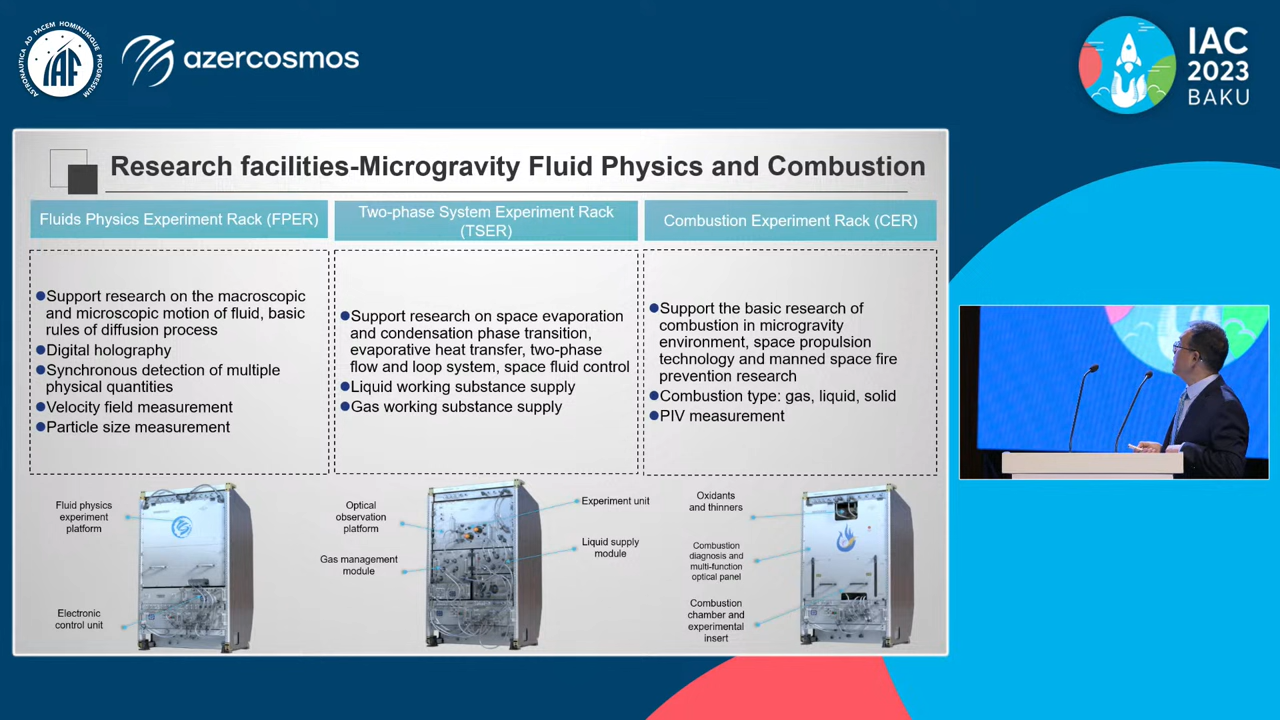 ASTRONAUTICA AD PACEM HOMINUMQUE PROGRESSUM
IAF
azercosmos
IAC
2023
BAKU
Research facilities-Microgravity Fluid Physics and Combustion
Fluids Physics Experiment Rack (FPER)
●Support research on the macroscopic
and microscopic motion of fluid, basic
rules of diffusion process
●Digital holography
●Synchronous detection of multiple
physical quantities
●Velocity field measurement
●Particle size measurement
Two-phase System Experiment Rack
(TSER)
●Support research on space evaporation
and condensation phase transition,
evaporative heat transfer, two-phase
flow and loop system, space fluid control
●Liquid working substance supply
●Gas working substance supply
Combustion Experiment Rack (CER)
●Support the basic research of
combustion in microgravity
environment, space propulsion
technology and manned space fire
prevention research
●Combustion type: gas, liquid, solid
●PIV measurement
Fluid physics
experiment
platform
Electronic
control unit
Optical
observation
platform
Gas management
module
Experiment unit
Liquid supply
module
Oxidants
and thinners
Combustion
diagnosis and
multi-function
optical panel
Combustion
chamber and
experimental
insert